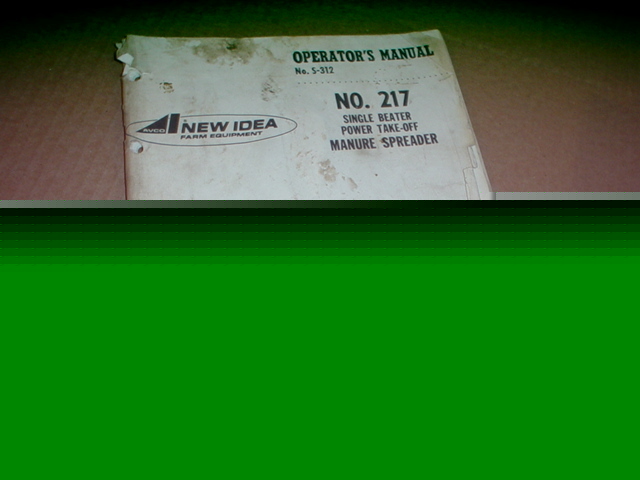 OPERATOR'S MANUAL
No. S-312
NO. 217
SINGLE BEATER
POWER TAKE-OFF
MANURE SPREADER
AVCO NEW IDEA
FARM EQUIPMENT